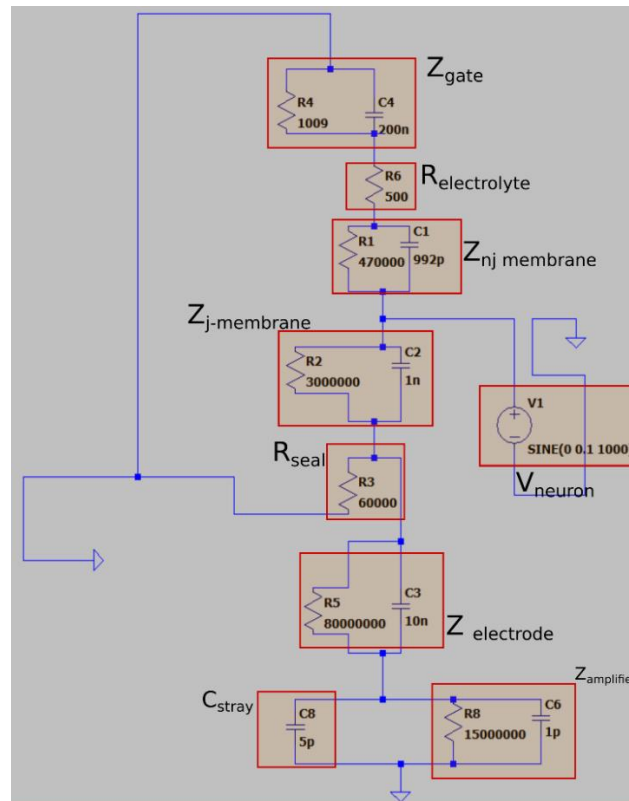 Zgate
R4
1009
C4
200n
R6
500
Relectrolyte
R1
470000
C1
992p
Znj membrane
Zj-membrane
R2
3000000
C2
1n
V1
+
−
SINE(0 0.1 1000
Vneuron
Rseal
R3
60000
R5
80000000
C3
10n
Z electrode
Cstray
C8
5p
Zamplifie
R8
15000000
C6
1p